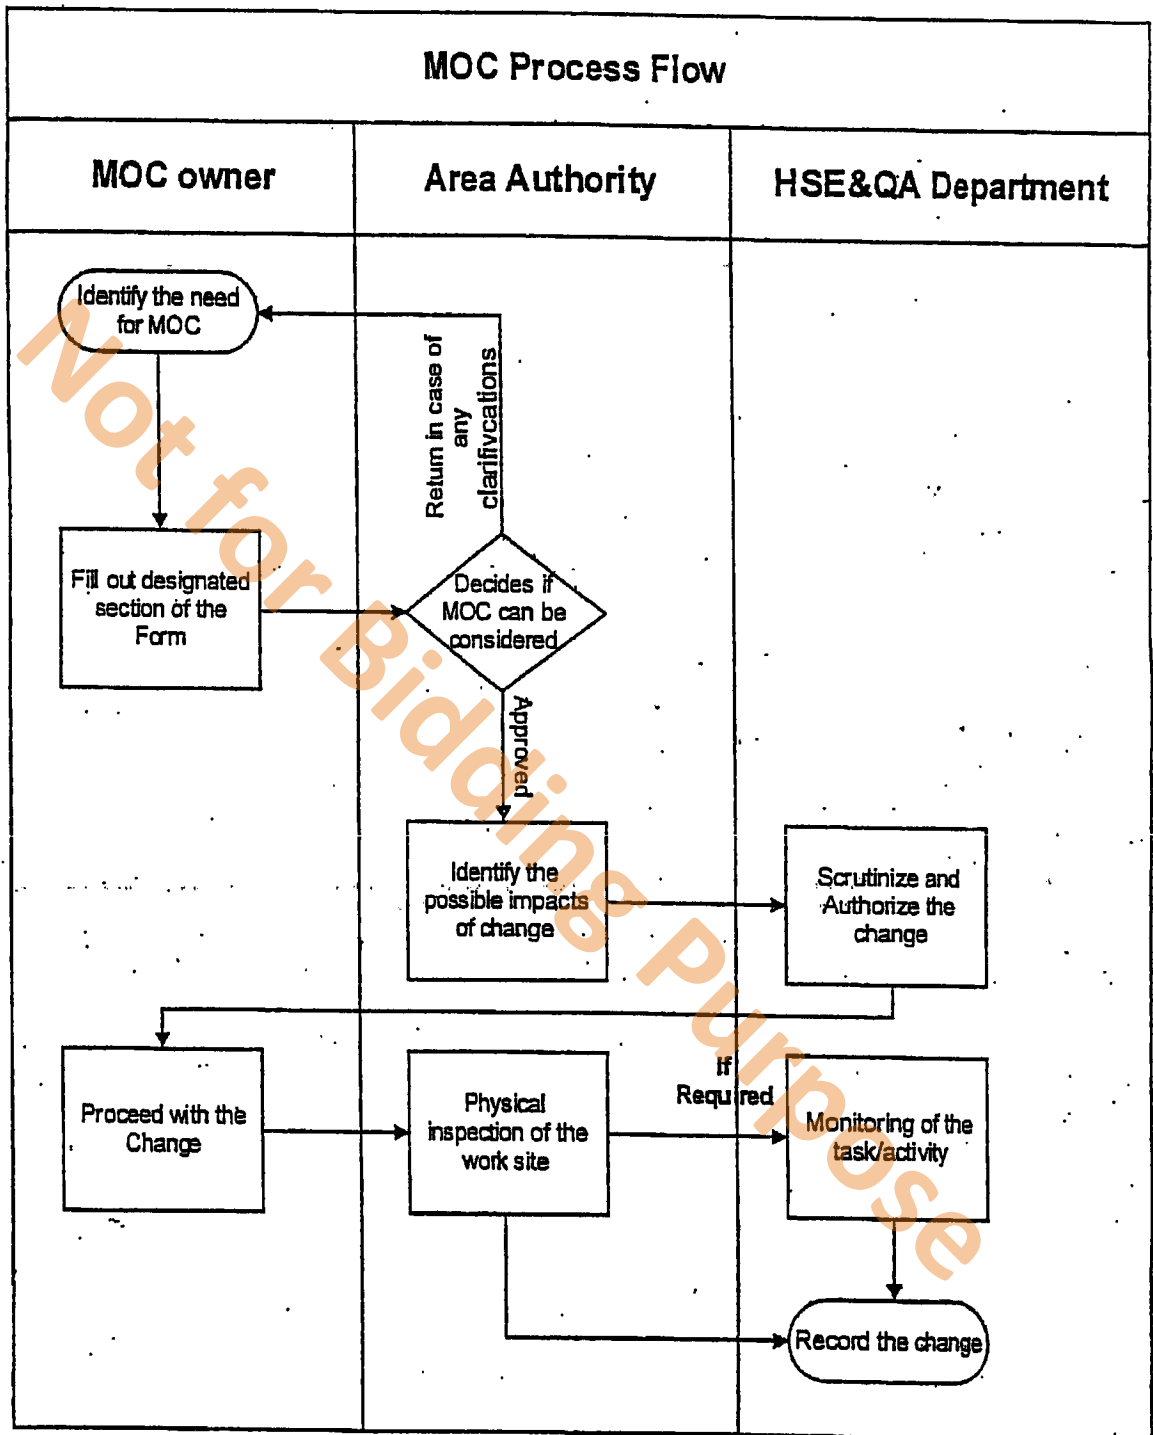 MOC Process Flow
MOC owner
Area Authority
HSE&QA Department
Identify the need
for MOC
Return in case of
any
clarifivcations
Fill out designated
section of the
Form
Decides if
MOC can be
considered
Approved
Identify the
possible impacts
of change
Scrutinize and
Authorize the
change
Proceed with the
Change
Physical
inspection of the
work site
If
Required
Monitoring of the
task/activity
Record the change
Not for Bidding Purpose